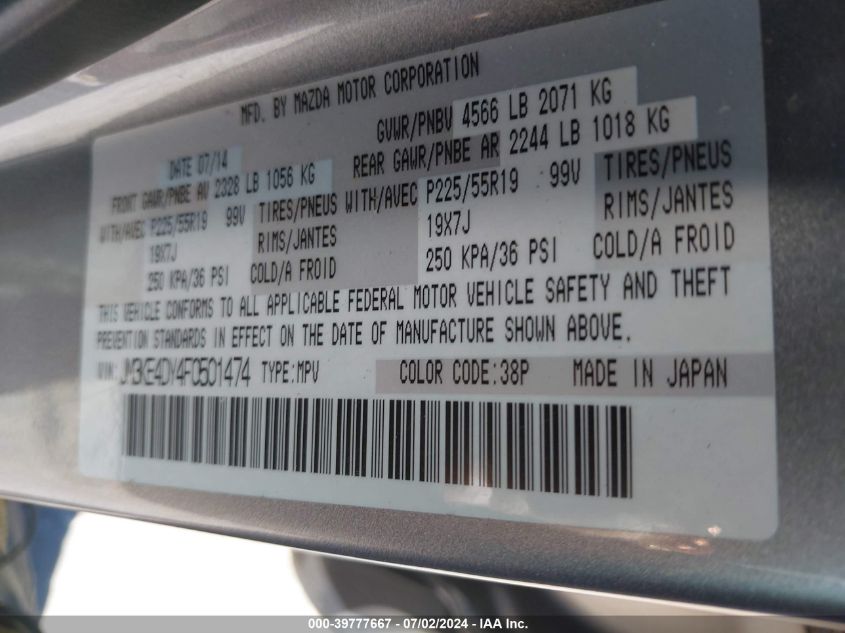 MFD. BY MAZDA MOTOR CORPORATION
DATE 07/14 GVWR/PNBV 4566 LB 2071 KG
FRONT GAWR/PNBE AV 2328 LB 1056 KG REAR GAWR/PNBE AR 2244 LB 1018 KG
WITH/AVEC P225/55R19 99V TIRES/PNEUS WITH/AVEC P225/55R19 99V TIRES/PNEUS
19X7J RIMS/JANTES 19X7J RIMS/JANTES
250 KPA/36 PSI COLD/A FROID 250 KPA/36 PSI COLD/A FROID
THIS VEHICLE CONFORMS TO ALL APPLICABLE FEDERAL MOTOR VEHICLE SAFETY AND THEFT
PREVENTION STANDARDS IN EFFECT ON THE DATE OF MANUFACTURE SHOWN ABOVE.
VIN: JM3KE4DY4F0501474 TYPE:MPV COLOR CODE:38P MADE IN JAPAN
000-39777667 - 07/02/2024 - IAA Inc.